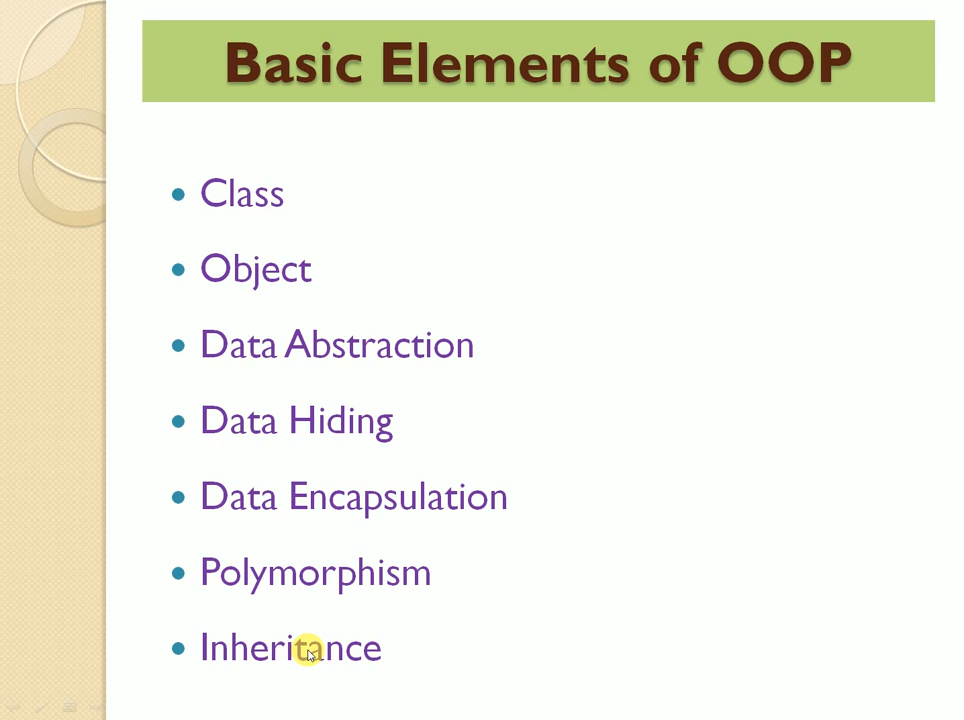 Basic Elements of OOP
• Class
• Object
• Data Abstraction
• Data Hiding
• Data Encapsulation
• Polymorphism
• Inheritance